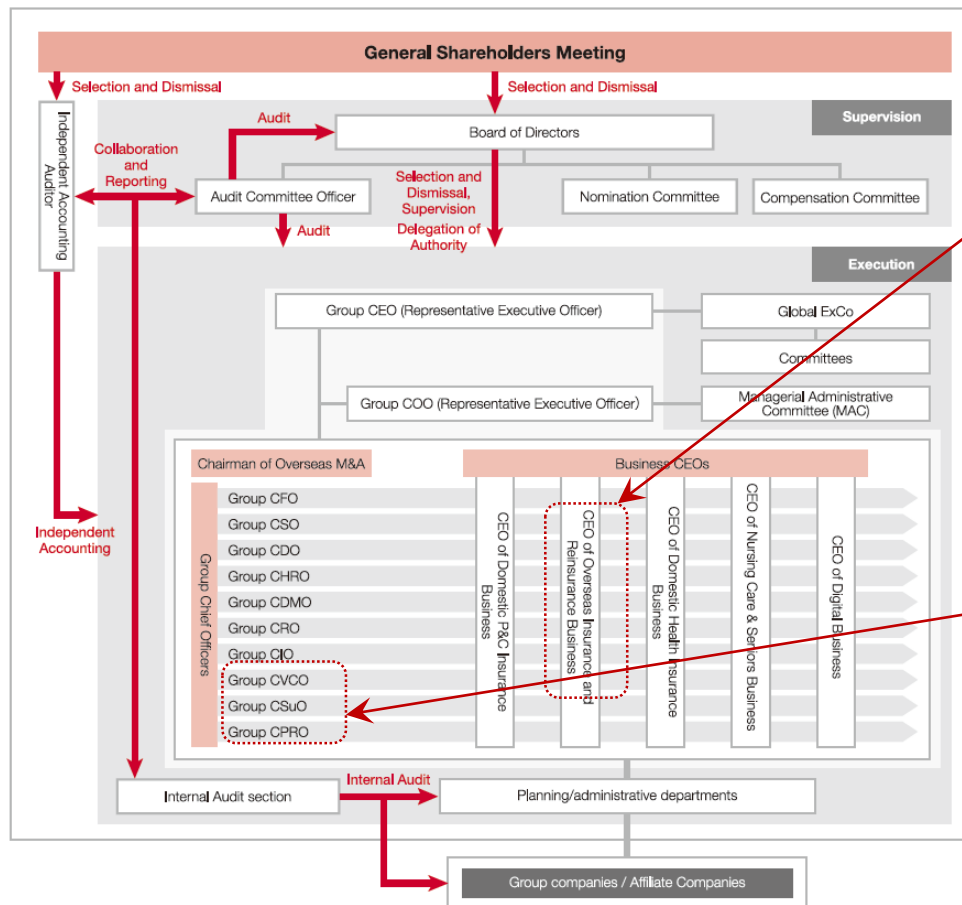 General Shareholders Meeting
Selection and Dismissal
Selection and Dismissal
Independent Accounting
Auditor
Supervision
Audit
Board of Directors
Collaboration
and
Reporting
Audit Committee Officer
Selection and
Dismissal,
Supervision
Nomination Committee
Compensation Committee
Audit
Delegation of
Authority
Execution
Group CEO (Representative Executive Officer)
Global ExCo
Committees
Group COO (Representative Executive Officer)
Managerial Administrative
Committee (MAC)
Chairman of Overseas M&A
Business CEOs
Group Chief Officers
Group CFO
Group CSO
Group CDO
Group CHRO
Group CDMO
Group CRO
Group CIO
Group CVCO
Group CSuO
Group CPRO
CEO of Domestic P&C Insurance
Business
CEO of Overseas Insurance and
Reinsurance Business
CEO of Domestic Health Insurance
Business
CEO of Nursing Care & Seniors Business
CEO of Digital Business
Independent
Accounting
Internal Audit section
Internal Audit
Planning/administrative departments
Group companies / Affiliate Companies